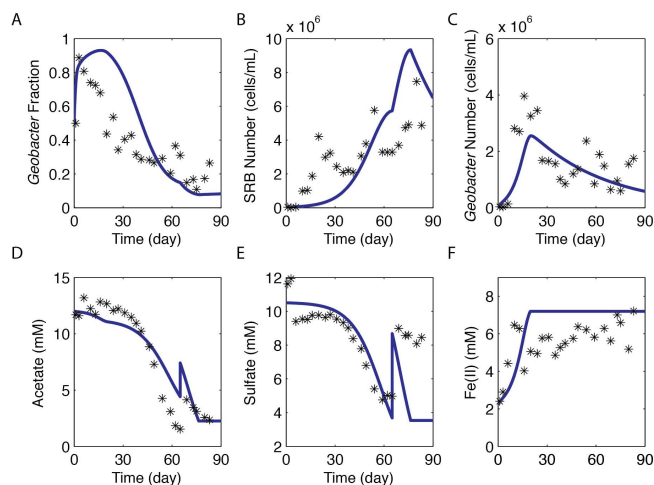 A
1
0.8
0.6
0.4
0.2
0
Geobacter Fraction
0 30 60 90
Time (day)
B
x 10^6
10
8
6
4
2
0
SRB Number (cells/mL)
0 30 60 90
Time (day)
C
x 10^6
6
4
2
0
Geobacter Number (cells/mL)
0 30 60 90
Time (day)
D
15
10
5
0
Acetate (mM)
0 30 60 90
Time (day)
E
12
10
8
6
4
2
Sulfate (mM)
0 30 60 90
Time (day)
F
8
6
4
2
0
Fe(II) (mM)
0 30 60 90
Time (day)